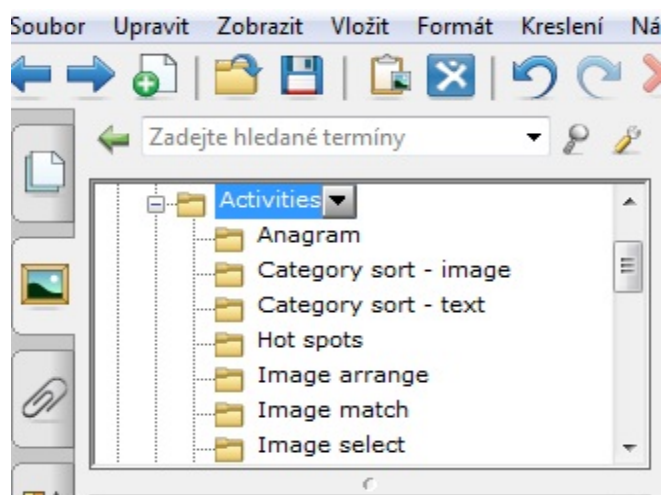 Soubor Upravit Zobrazit Vložit Formát Kreslení Ná
Zadejte hledané termíny
Activities
Anagram
Category sort - image
Category sort - text
Hot spots
Image arrange
Image match
Image select